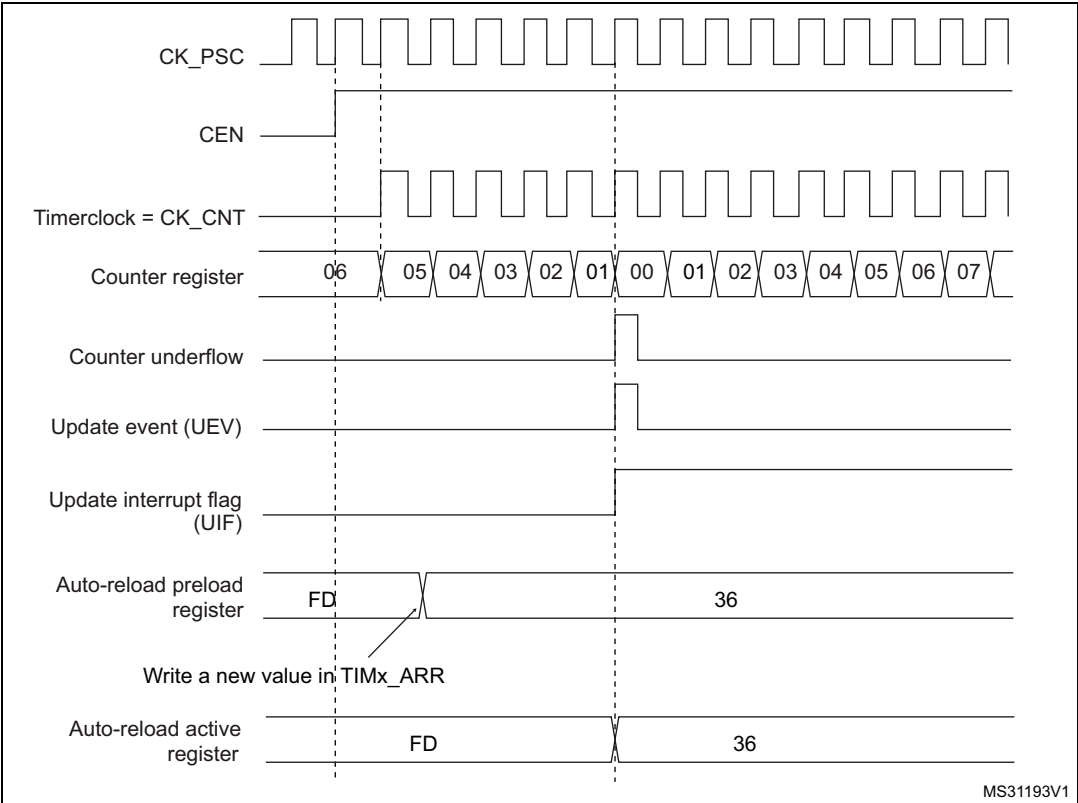 CK_PSC
CEN
Timerclock = CK_CNT
Counter register 06 05 04 03 02 01 00 01 02 03 04 05 06 07
Counter underflow
Update event (UEV)
Update interrupt flag
(UIF)
Auto-reload preload
register
FD 36
Write a new value in TIMx_ARR
Auto-reload active
register
FD 36
MS31193V1